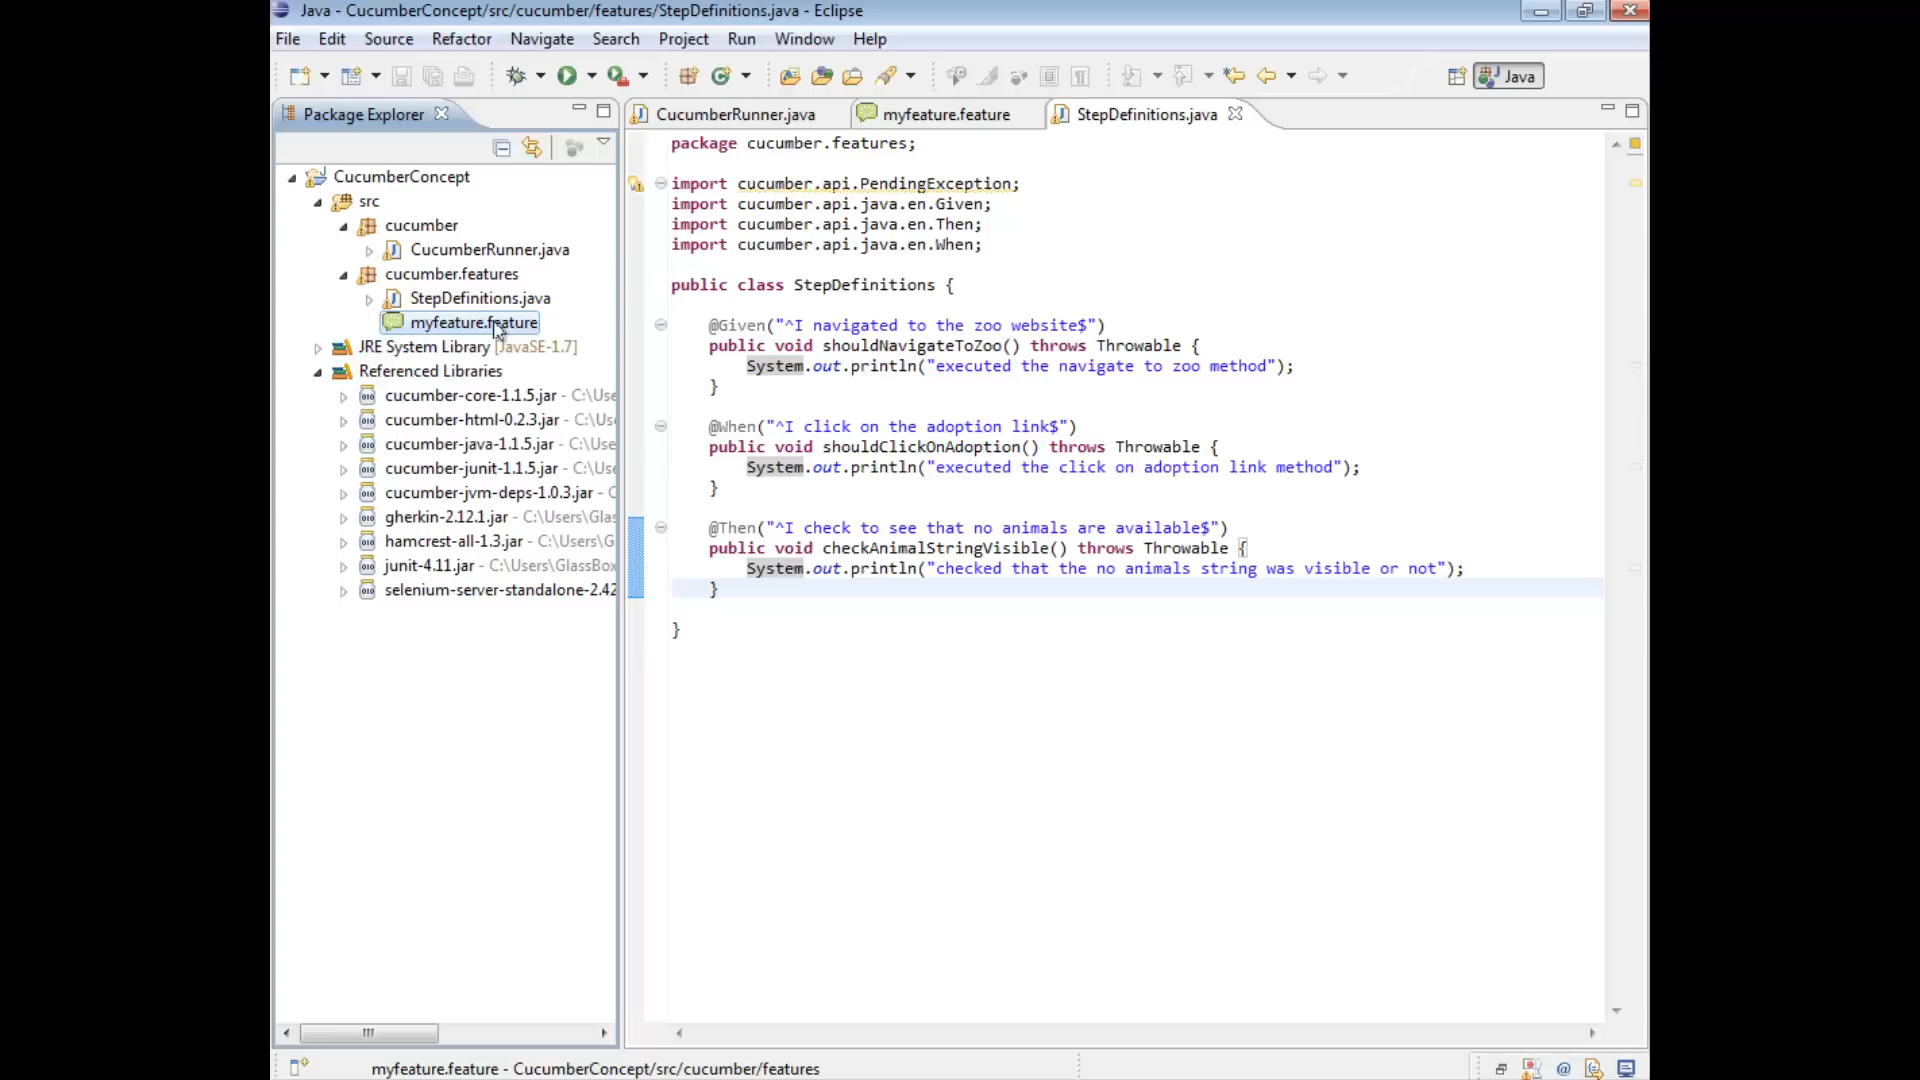 Java - CucumberConcept/src/cucumber/features/StepDefinitions.java - Eclipse
File Edit Source Refactor Navigate Search Project Run Window Help
Java
Package Explorer
CucumberRunner.java
myfeature.feature
StepDefinitions.java
CucumberConcept
src
cucumber
CucumberRunner.java
cucumber.features
StepDefinitions.java
myfeature.feature
JRE System Library [JavaSE-1.7]
Referenced Libraries
cucumber-core-1.1.5.jar - C:\Use
cucumber-html-0.2.3.jar - C:\Us
cucumber-java-1.1.5.jar - C:\Use
cucumber-junit-1.1.5.jar - C:\Us
cucumber-jvm-deps-1.0.3.jar - C
gherkin-2.12.1.jar - C:\Users\Glas
hamcrest-all-1.3.jar - C:\Users\G
junit-4.11.jar - C:\Users\GlassBox
selenium-server-standalone-2.42
package cucumber.features;
import cucumber.api.PendingException;
import cucumber.api.java.en.Given;
import cucumber.api.java.en.Then;
import cucumber.api.java.en.When;
public class StepDefinitions {
@Given("^I navigated to the zoo website$")
public void shouldNavigateToZoo() throws Throwable {
System.out.println("executed the navigate to zoo method");
}
@When("^I click on the adoption link$")
public void shouldClickOnAdoption() throws Throwable {
System.out.println("executed the click on adoption link method");
}
@Then("^I check to see that no animals are available$")
public void checkAnimalStringVisible() throws Throwable {
System.out.println("checked that the no animals string was visible or not");
}
}
myfeature.feature - CucumberConcept/src/cucumber/features